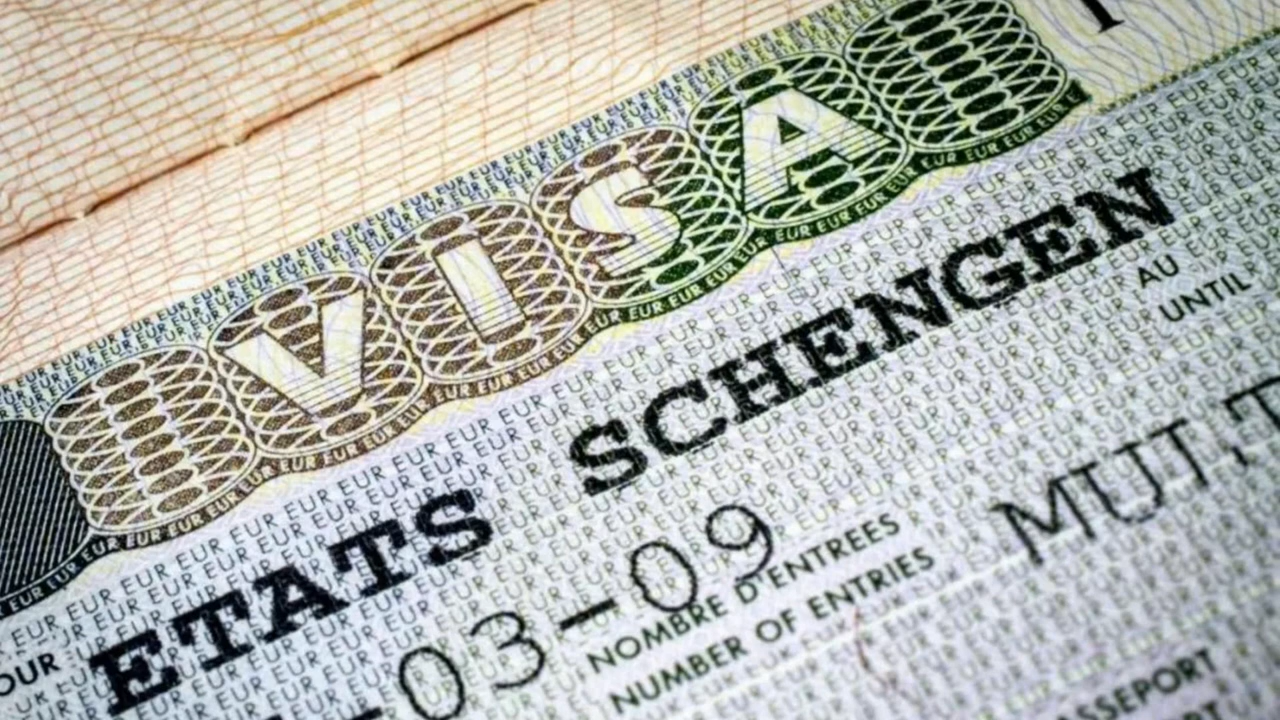 VISA
ETATS SCHENGEN
AU
UNTIL
-03-09
NOMBRE D'ENTREES
NUMBER OF ENTRIES
MULT